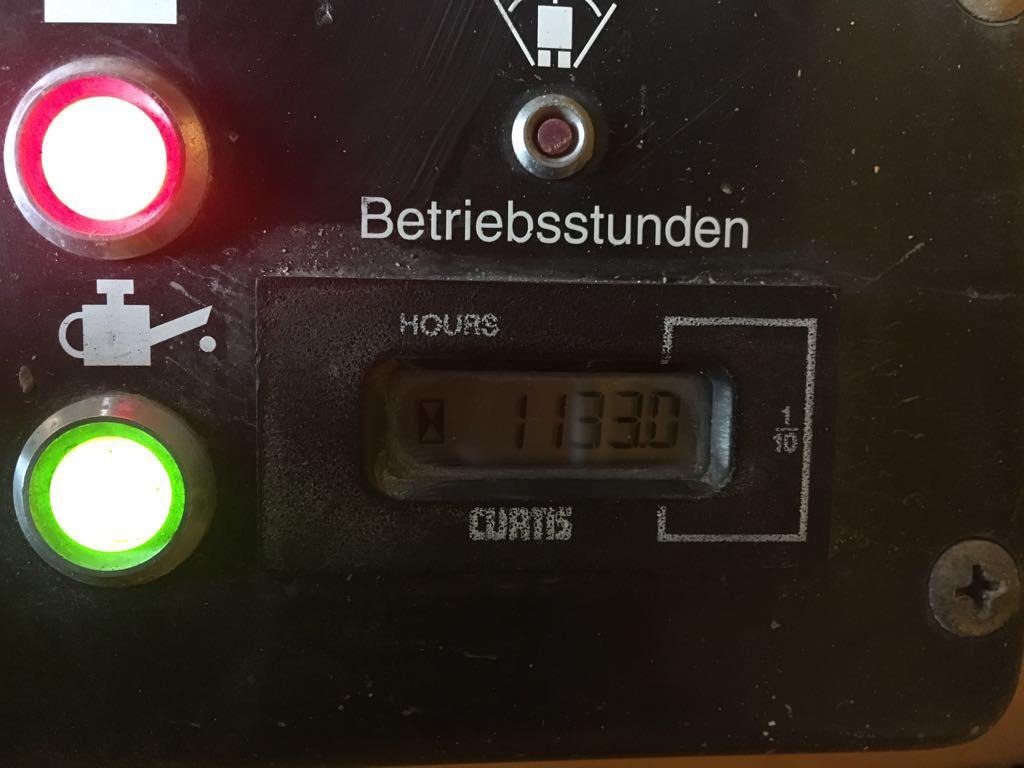 Betriebsstunden
HOURS
1133.0
1/10
CURTIS